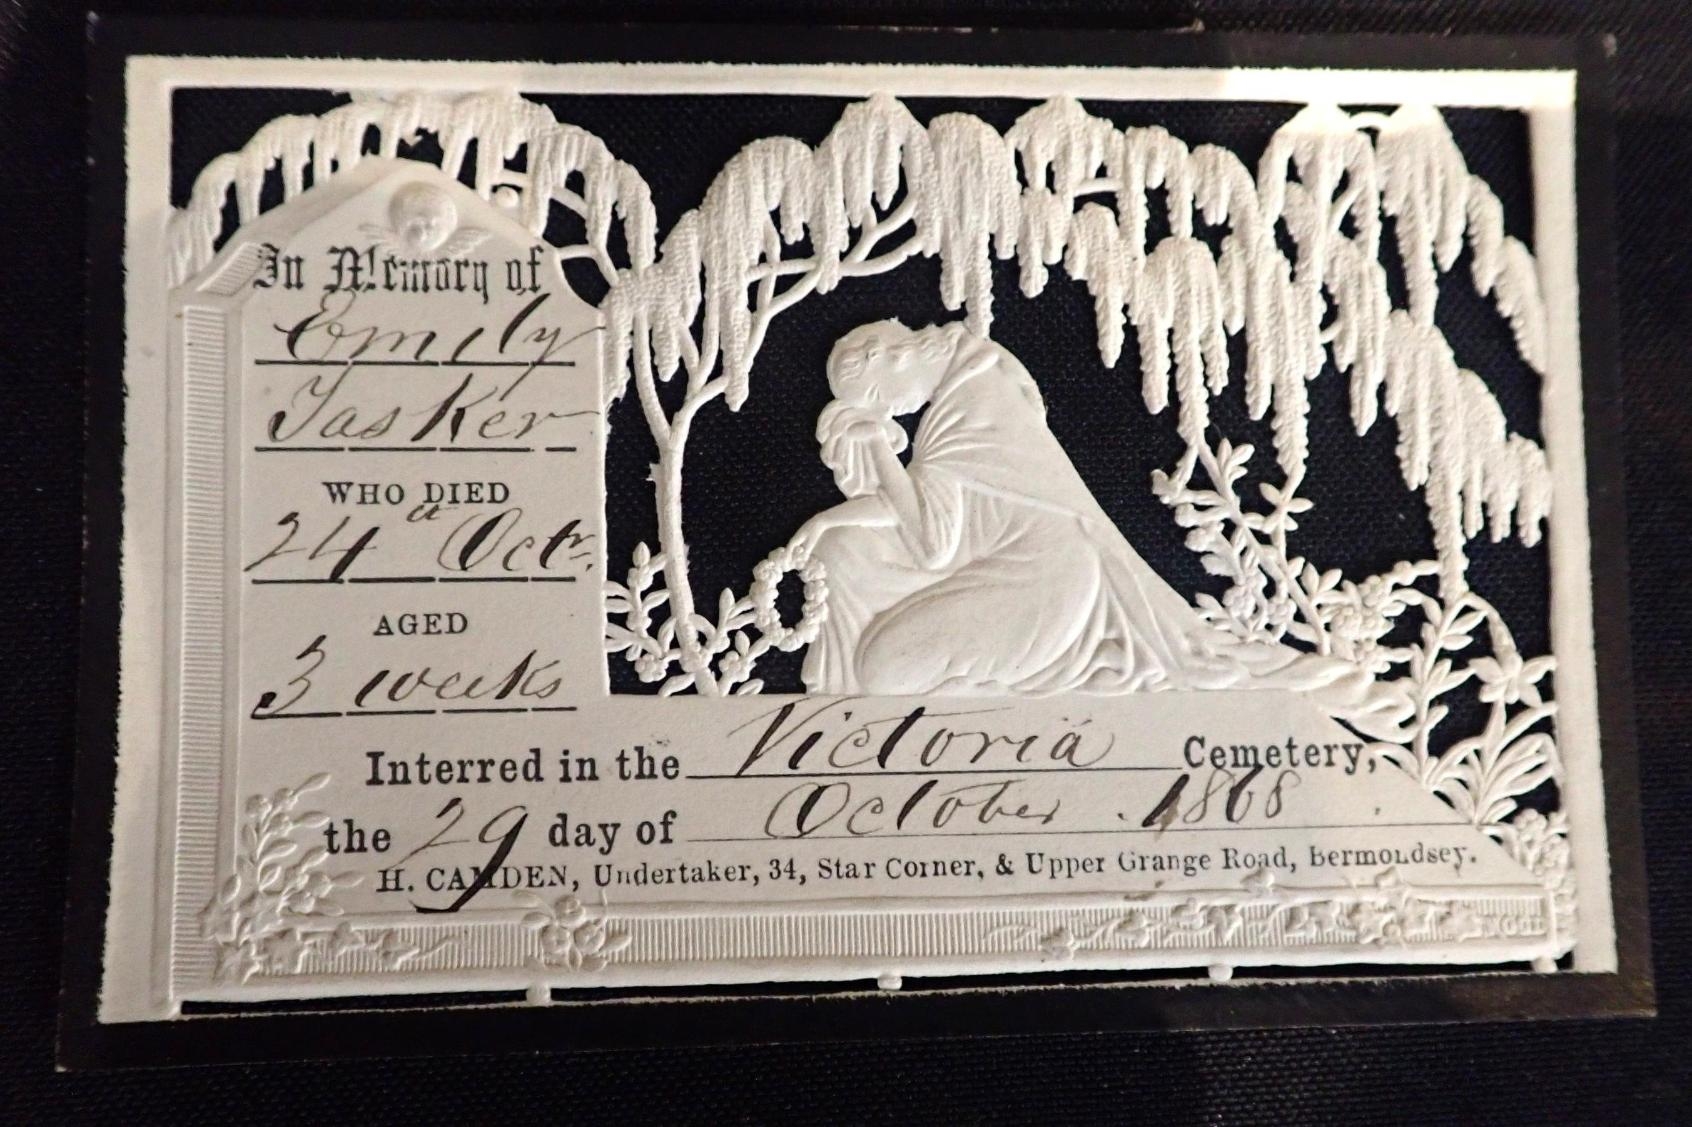 In Memory of
Emily
Tasker
WHO DIED
24th Octr.
AGED
3 weeks
Interred in the Victoria Cemetery,
the 29 day of October 1868
H. CAMDEN, Undertaker, 34, Star Corner, & Upper Grange Road, Bermondsey.